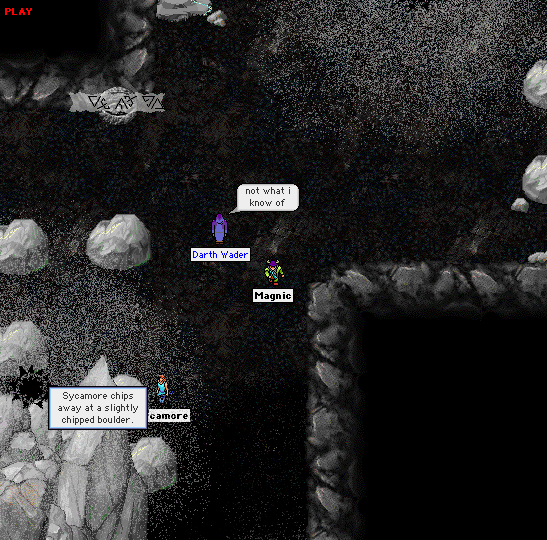 PLAY
not what i
know of
Darth Wader
Magnic
Sycamore chips
away at a slightly
chipped boulder.
camore